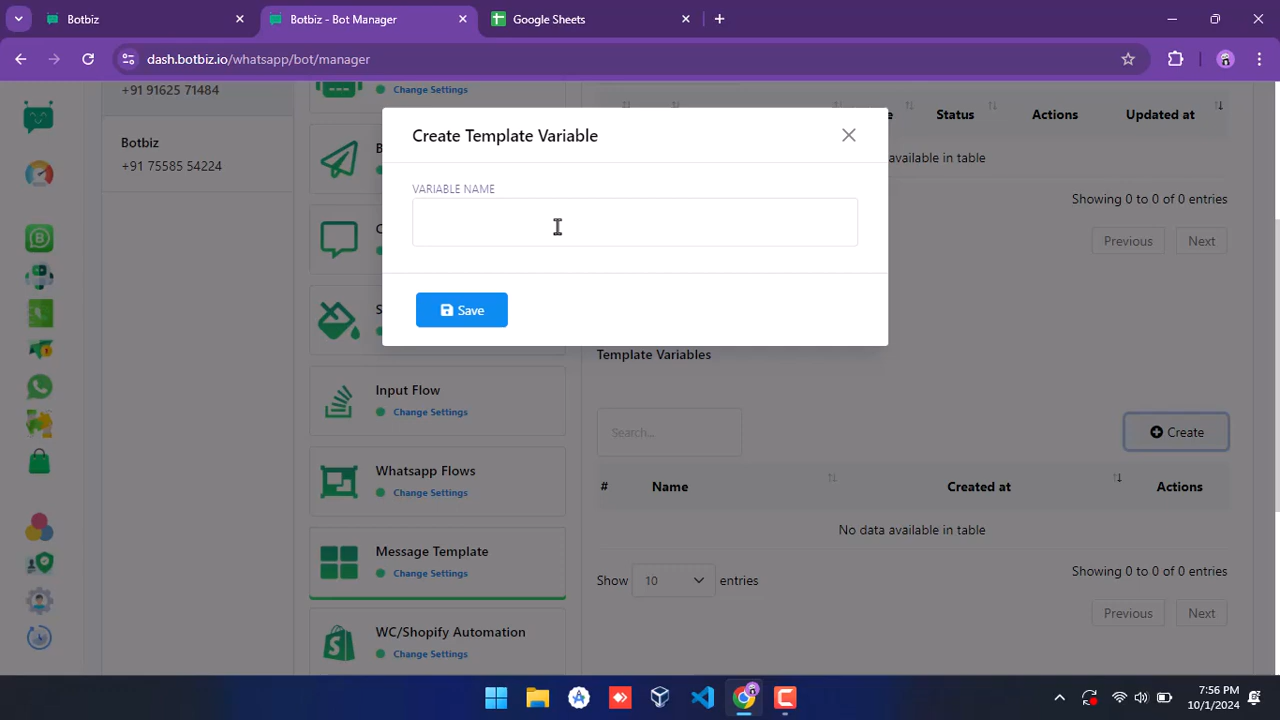 Botbiz
Botbiz - Bot Manager
Google Sheets
dash.botbiz.io/whatsapp/bot/manager
+91 91625 71484
Botbiz
+91 75585 54224
Change Settings
Input Flow
Change Settings
Whatsapp Flows
Change Settings
Message Template
Change Settings
WC/Shopify Automation
Change Settings
Create Template Variable
VARIABLE NAME
Save
Status
Actions
Updated at
available in table
Showing 0 to 0 of 0 entries
Previous
Next
Template Variables
Search...
Create
#
Name
Created at
Actions
No data available in table
Show
10
entries
Showing 0 to 0 of 0 entries
Previous
Next
7:56 PM
10/1/2024